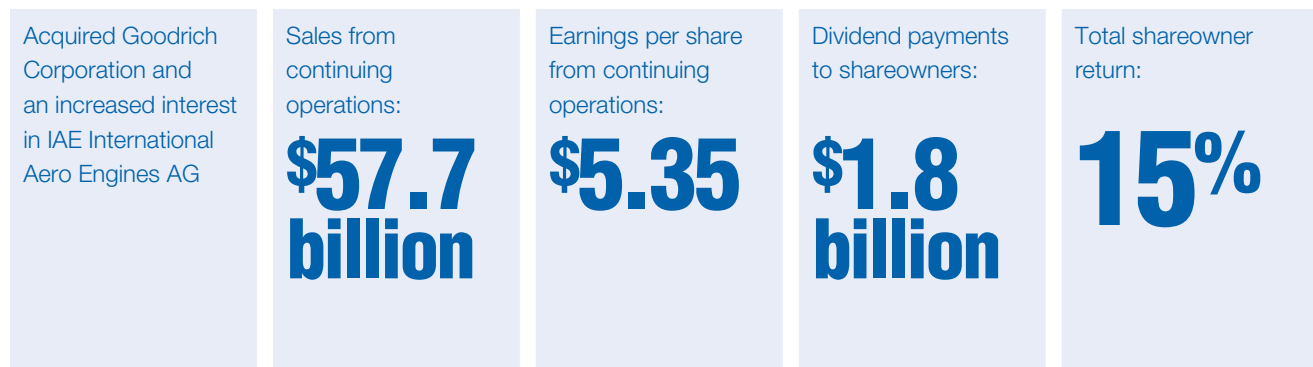 Acquired Goodrich
Corporation and
an increased interest
in IAE International
Aero Engines AG
Sales from
continuing
operations:
$57.7
billion
Earnings per share
from continuing
operations:
$5.35
Dividend payments
to shareowners:
$1.8
billion
Total shareowner
return:
15%